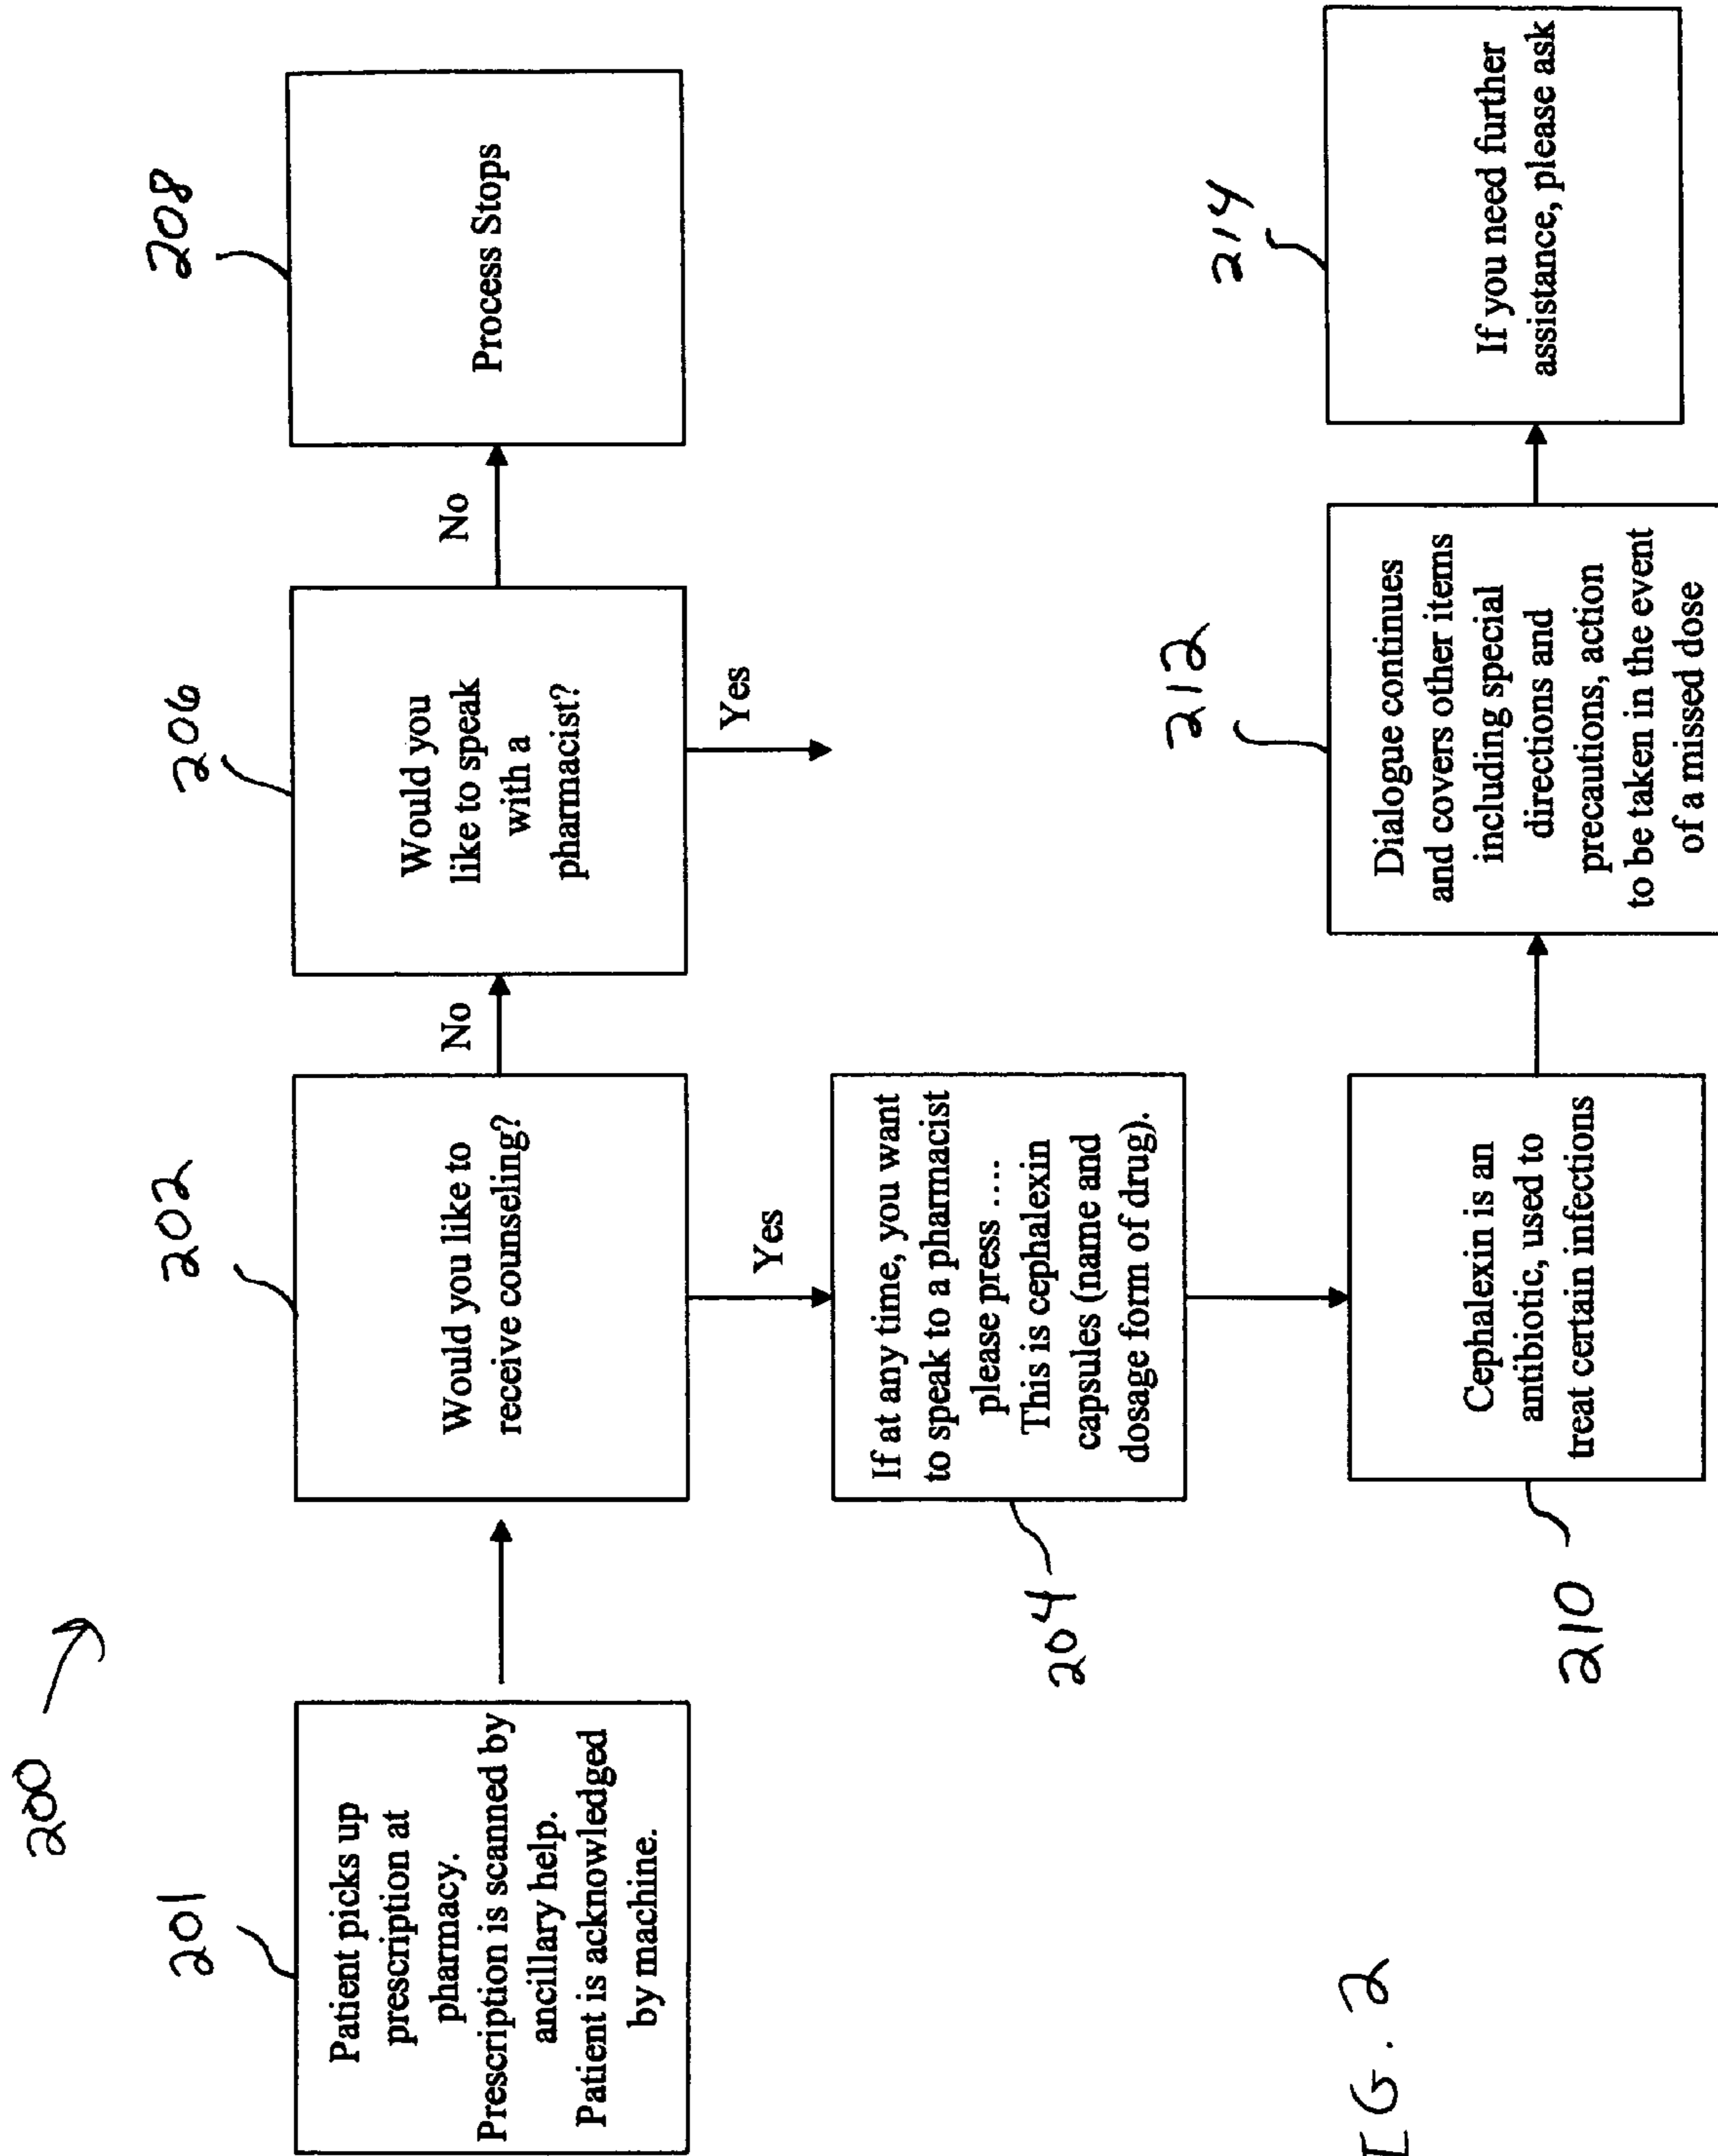 200
201
Patient picks up
prescription at
pharmacy.
Prescription is scanned by
ancillary help.
Patient is acknowledged
by machine.
202
Would you like to
receive counseling?
No
206
Would you
like to speak
with a
pharmacist?
No
208
Process Stops
Yes
Yes
204
If at any time, you want
to speak to a pharmacist
please press ....
This is cephalexin
capsules (name and
dosage form of drug).
210
Cephalexin is an
antibiotic, used to
treat certain infections
212
Dialogue continues
and covers other items
including special
directions and
precautions, action
to be taken in the event
of a missed dose
214
If you need further
assistance, please ask
IG. 2